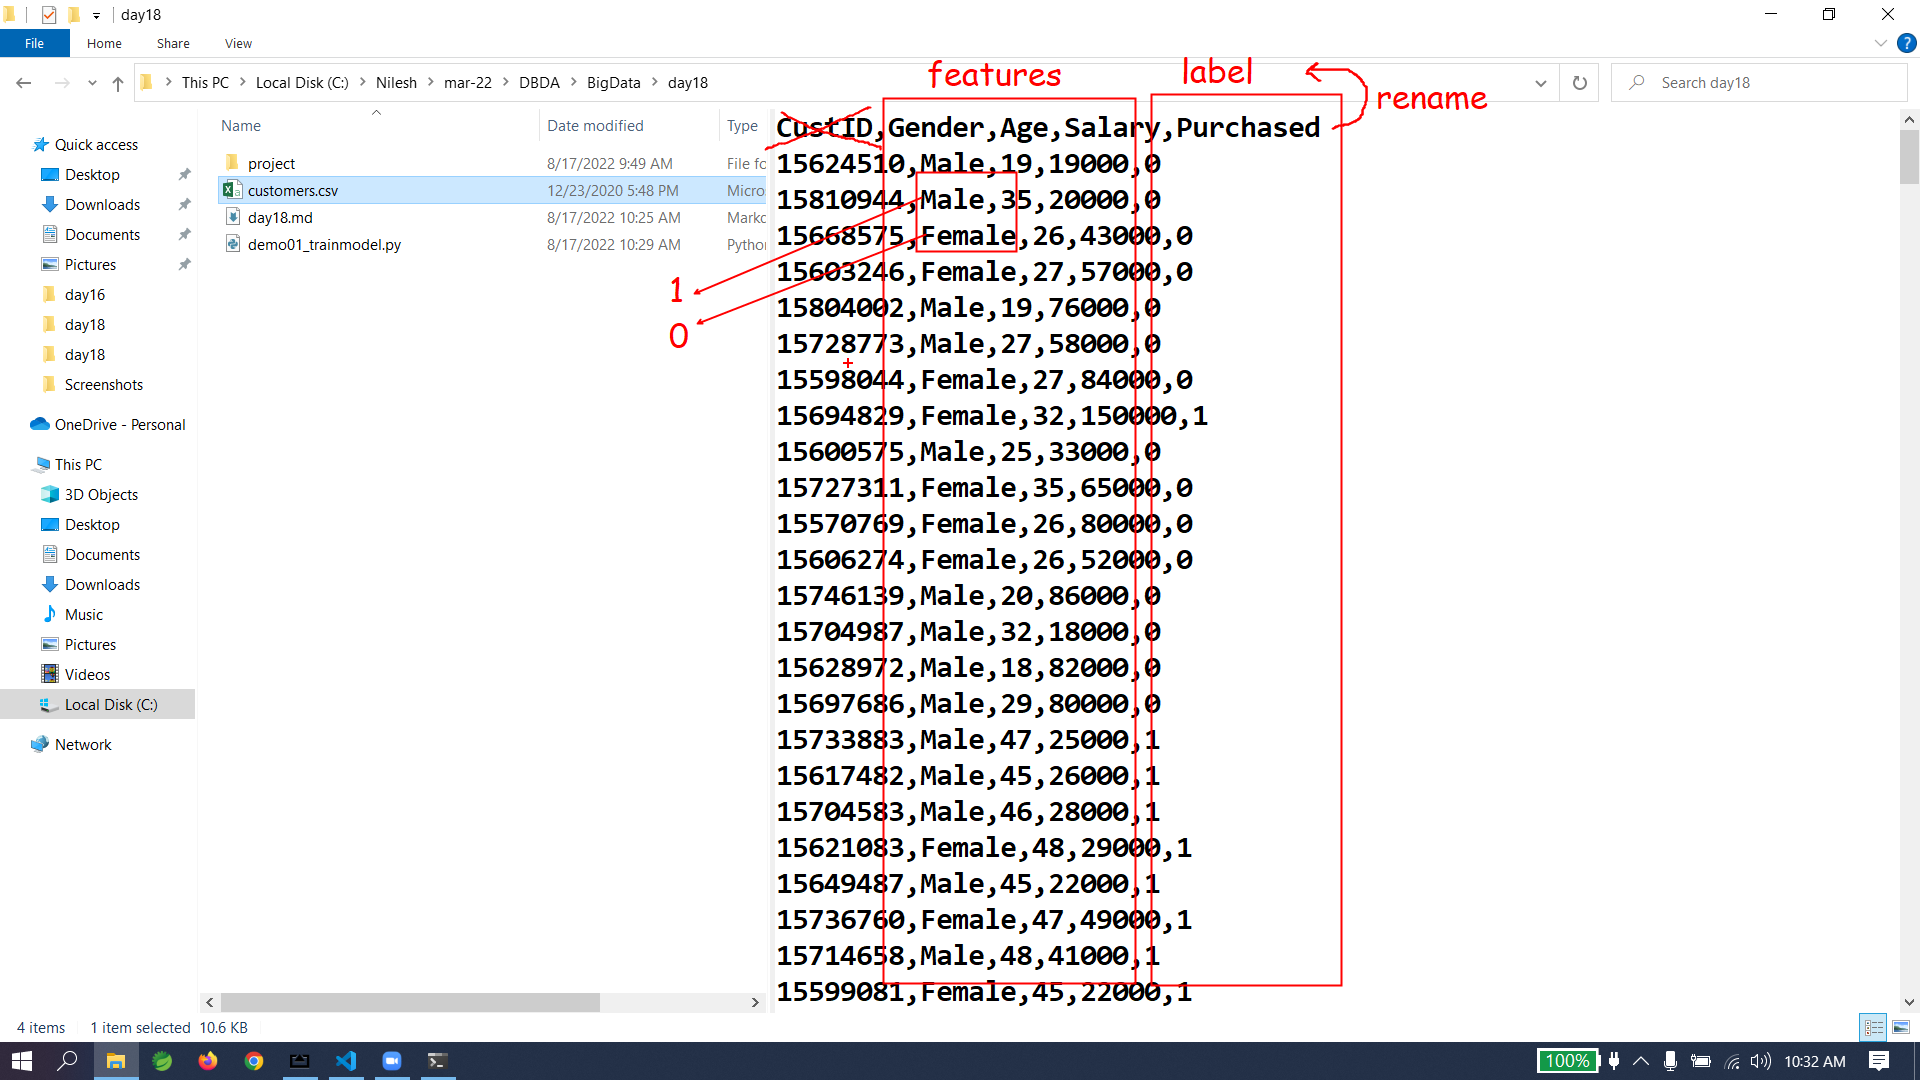 day18
File Home Share View
This PC Local Disk (C:) Nilesh mar-22 DBDA BigData day18
Search day18
features
label
rename
Name Date modified Type
project 8/17/2022 9:49 AM File fo
customers.csv 12/23/2020 5:48 PM Micro
day18.md 8/17/2022 10:25 AM Markc
demo01_trainmodel.py 8/17/2022 10:29 AM Pytho
Quick access
Desktop
Downloads
Documents
Pictures
day16
day18
day18
Screenshots
OneDrive - Personal
This PC
3D Objects
Desktop
Documents
Downloads
Music
Pictures
Videos
Local Disk (C:)
Network
1
0
CustID,Gender,Age,Salary,Purchased
15624510,Male,19,19000,0
15810944,Male,35,20000,0
15668575,Female,26,43000,0
15603246,Female,27,57000,0
15804002,Male,19,76000,0
15728773,Male,27,58000,0
15598044,Female,27,84000,0
15694829,Female,32,150000,1
15600575,Male,25,33000,0
15727311,Female,35,65000,0
15570769,Female,26,80000,0
15606274,Female,26,52000,0
15746139,Male,20,86000,0
15704987,Male,32,18000,0
15628972,Male,18,82000,0
15697686,Male,29,80000,0
15733883,Male,47,25000,1
15617482,Male,45,26000,1
15704583,Male,46,28000,1
15621083,Female,48,29000,1
15649487,Male,45,22000,1
15736760,Female,47,49000,1
15714658,Male,48,41000,1
15599081,Female,45,22000,1
4 items 1 item selected 10.6 KB
100% 10:32 AM